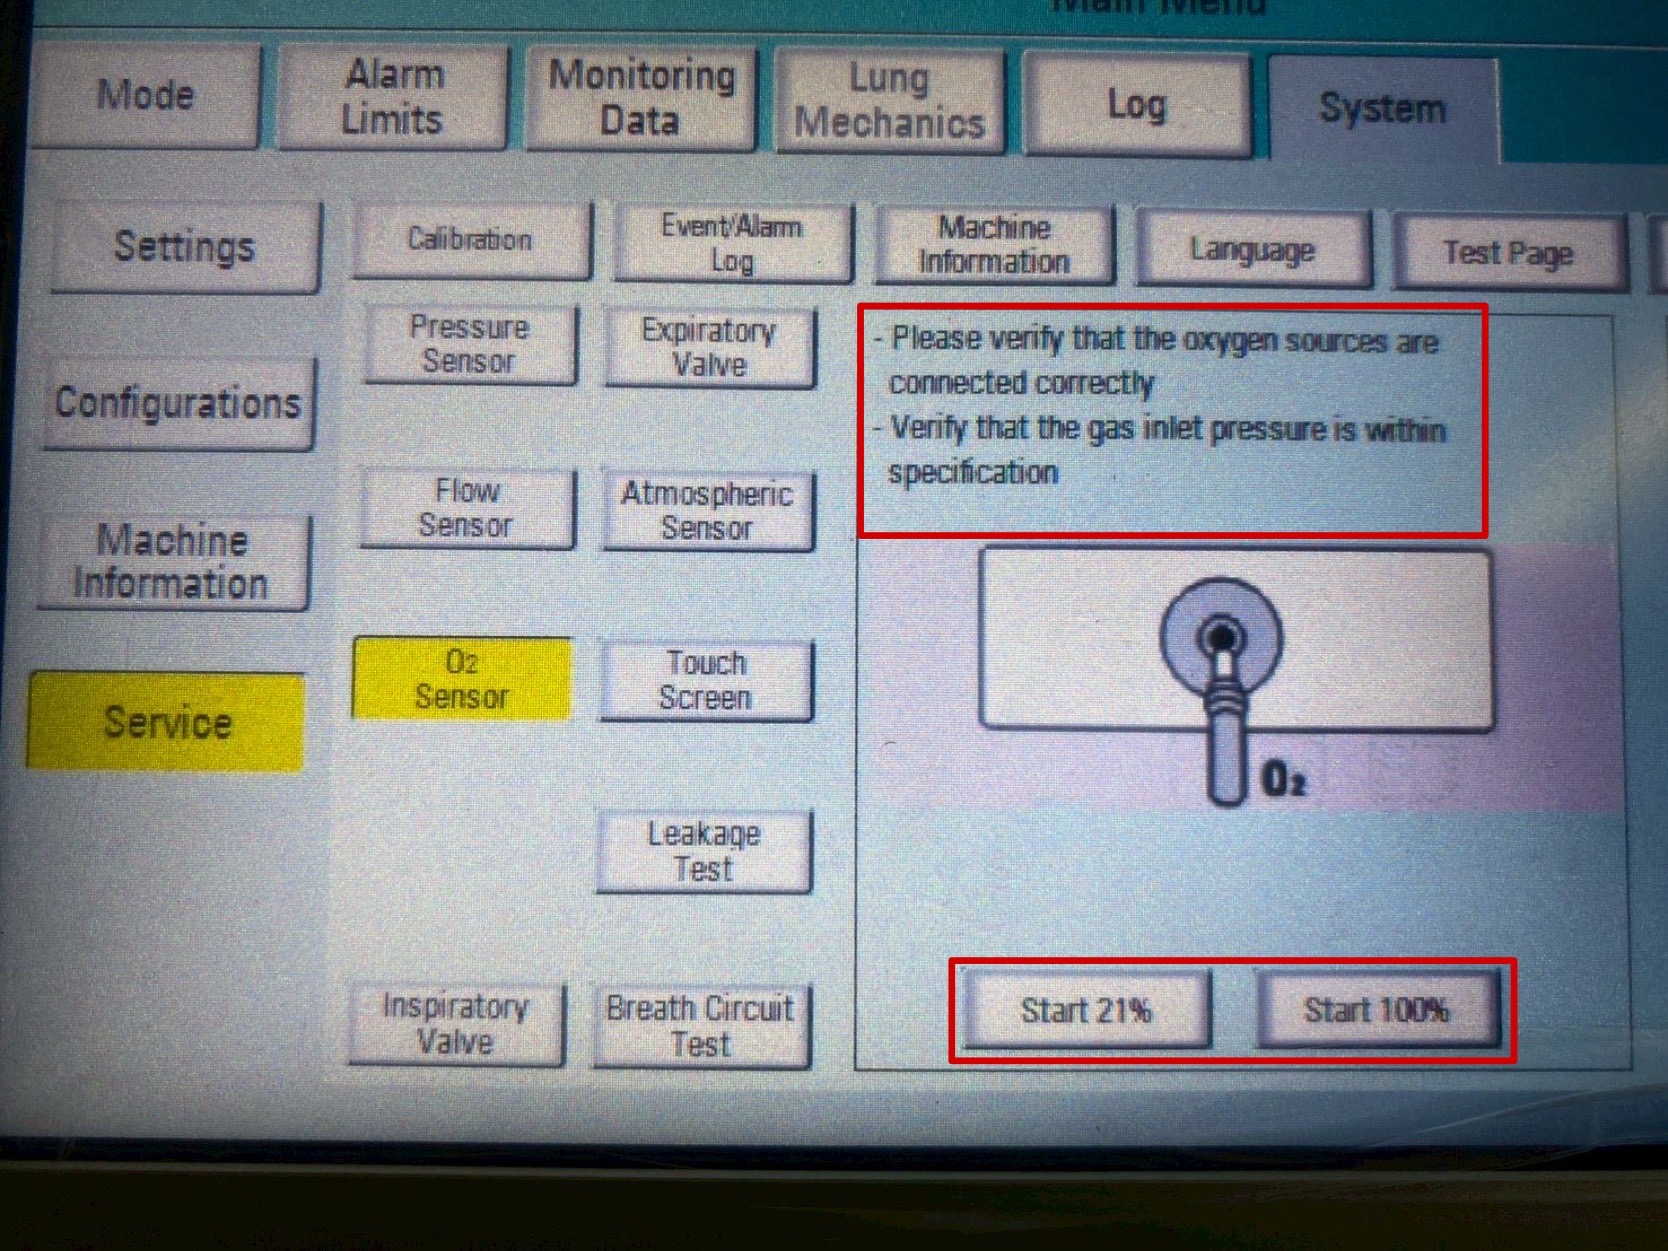 Main Menu
Mode
Alarm
Limits
Monitoring
Data
Lung
Mechanics
Log
System
Settings
Configurations
Machine
Information
Service
Calibration
Event/Alarm
Log
Machine
Information
Language
Test Page
Pressure
Sensor
Expiratory
Valve
Flow
Sensor
Atmospheric
Sensor
O₂
Sensor
Touch
Screen
Leakage
Test
Inspiratory
Valve
Breath Circuit
Test
- Please verify that the oxygen sources are
connected correctly
- Verify that the gas inlet pressure is within
specification
O₂
Start 21%
Start 100%